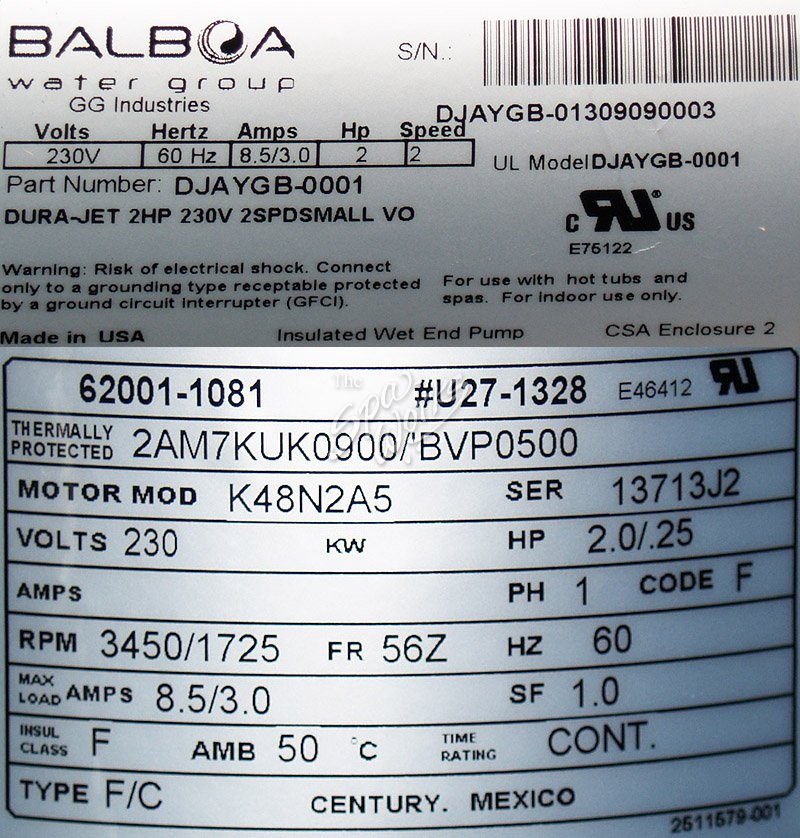 BALBOA
water group
GG Industries
S/N.:
DJAYGB-01309090003
Volts Hertz Amps Hp Speed
230V 60 Hz 8.5/3.0 2 2
UL Model DJAYGB-0001
Part Number: DJAYGB-0001
DURA-JET 2HP 230V 2SPDSMALL VO
C RU® US
E75122
Warning: Risk of electrical shock. Connect
only to a grounding type receptable protected
by a ground circuit interrupter (GFCI).
For use with hot tubs and
spas. For indoor use only.
Made in USA Insulated Wet End Pump CSA Enclosure 2
The
Spa Works
62001-1081 #U27-1328 E46412 RU
THERMALLY
PROTECTED 2AM7KUK0900/'BVP0500
MOTOR MOD K48N2A5 SER 13713J2
VOLTS 230 KW HP 2.0/.25
AMPS PH 1 CODE F
RPM 3450/1725 FR 56Z HZ 60
MAX
LOAD AMPS 8.5/3.0 SF 1.0
INSUL
CLASS F AMB 50 °C TIME
RATING CONT.
TYPE F/C CENTURY. MEXICO
2511579-001